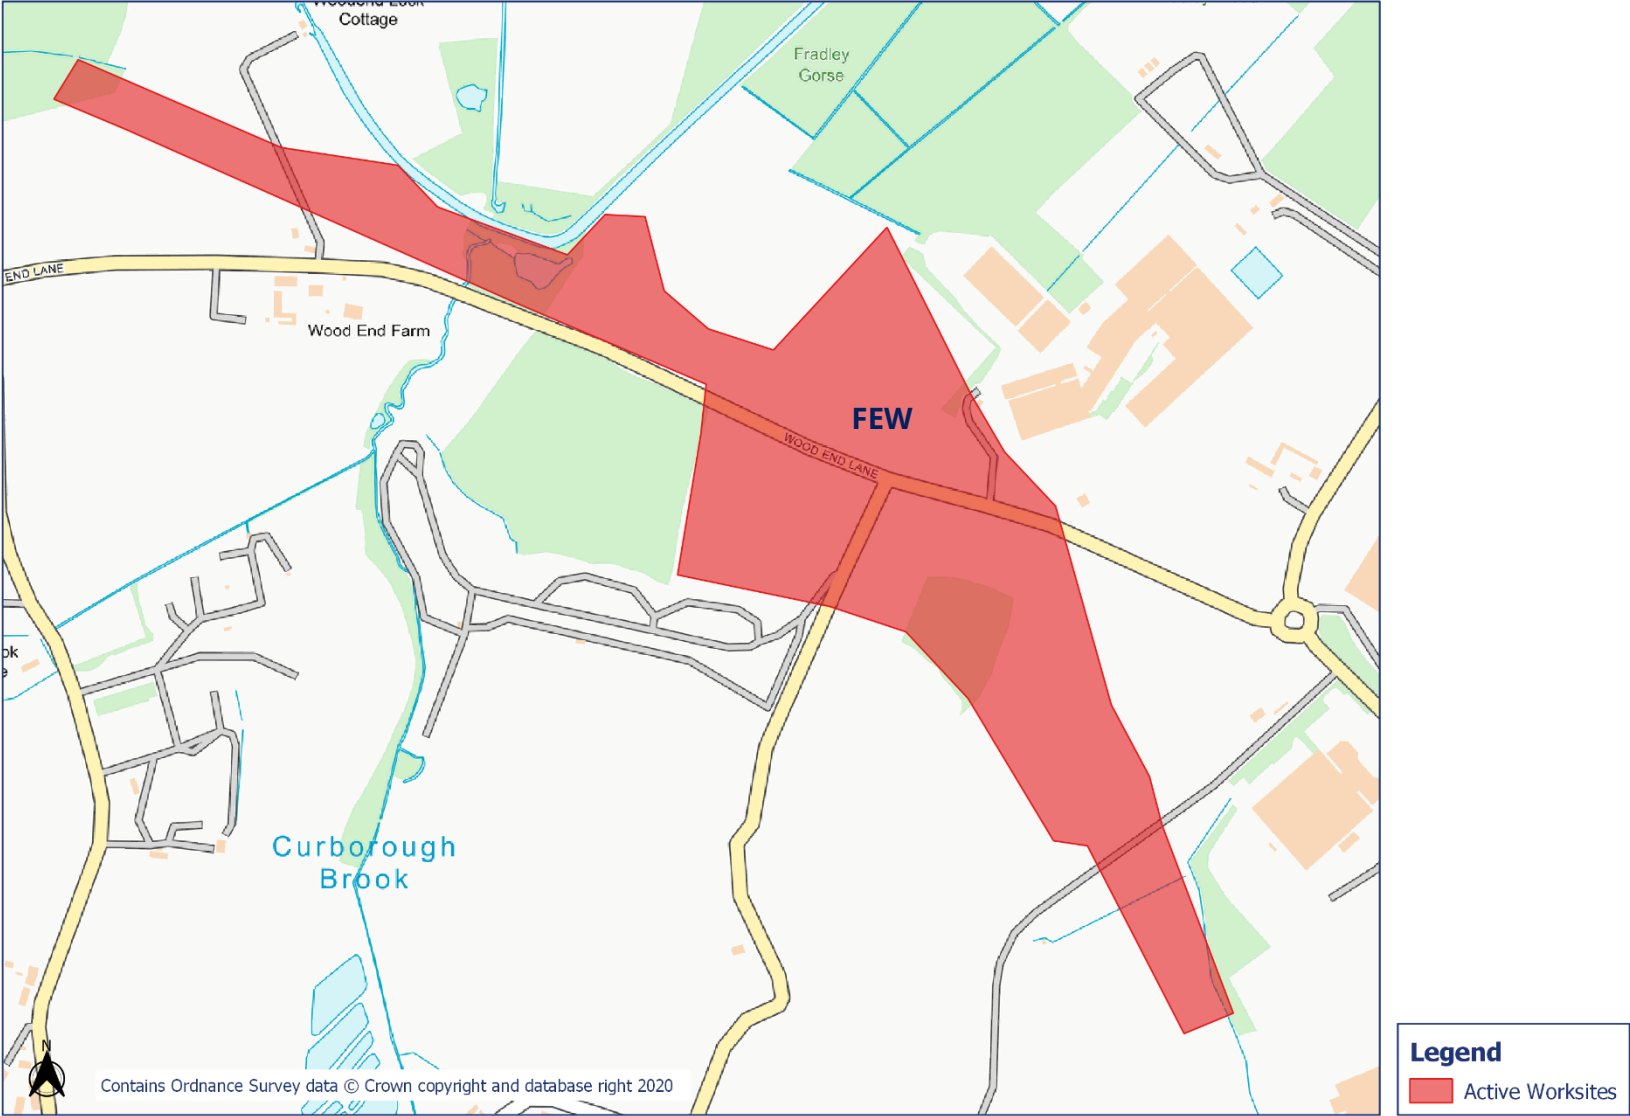 Cottage
Fradley
Gorse
END LANE
Wood End Farm
FEW
WOOD END LANE
Curborough
Brook
N
Contains Ordnance Survey data © Crown copyright and database right 2020
Legend
Active Worksites